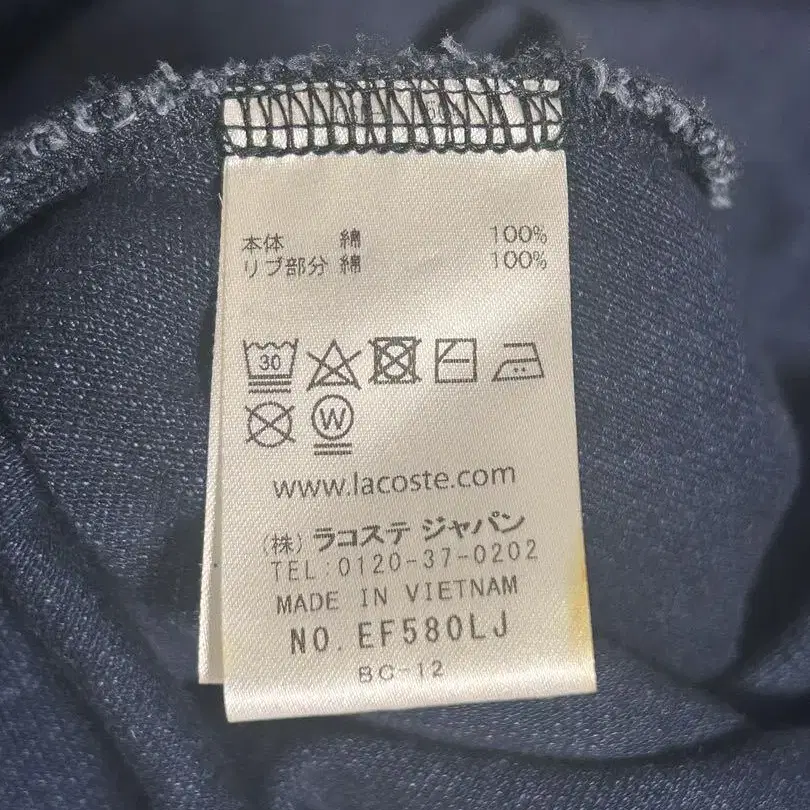 本体 綿 100%
リブ部分 綿 100%
30
W
www.lacoste.com
(株) ラコステ ジャパン
TEL:0120-37-0202
MADE IN VIETNAM
NO. EF580LJ
BC-12